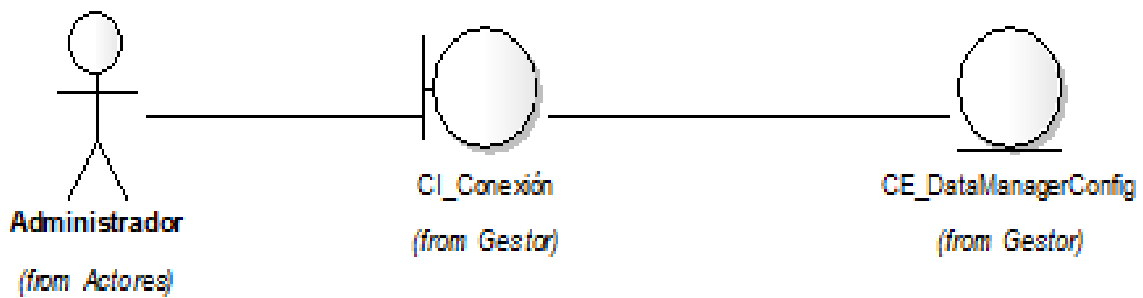 CI_Conexión
CE_DataManagerConfig
Administrador
(from Gestor)
(from Gestor)
(from Actores)